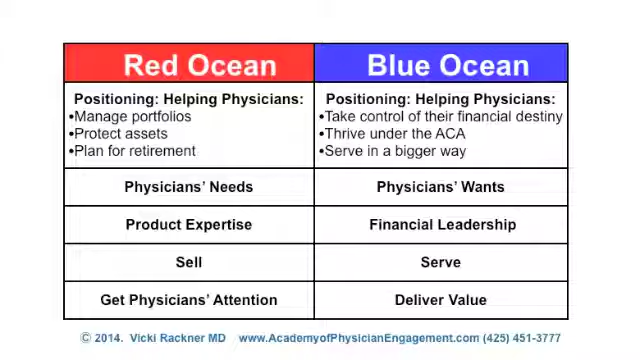 Red Ocean
Blue Ocean
Positioning: Helping Physicians:
•Manage portfolios
•Protect assets
•Plan for retirement
Positioning: Helping Physicians:
•Take control of their financial destiny
•Thrive under the ACA
•Serve in a bigger way
Physicians’ Needs
Physicians’ Wants
Product Expertise
Financial Leadership
Sell
Serve
Get Physicians’ Attention
Deliver Value
© 2014. Vicki Rackner MD www.AcademyofPhysicianEngagement.com (425) 451-3777